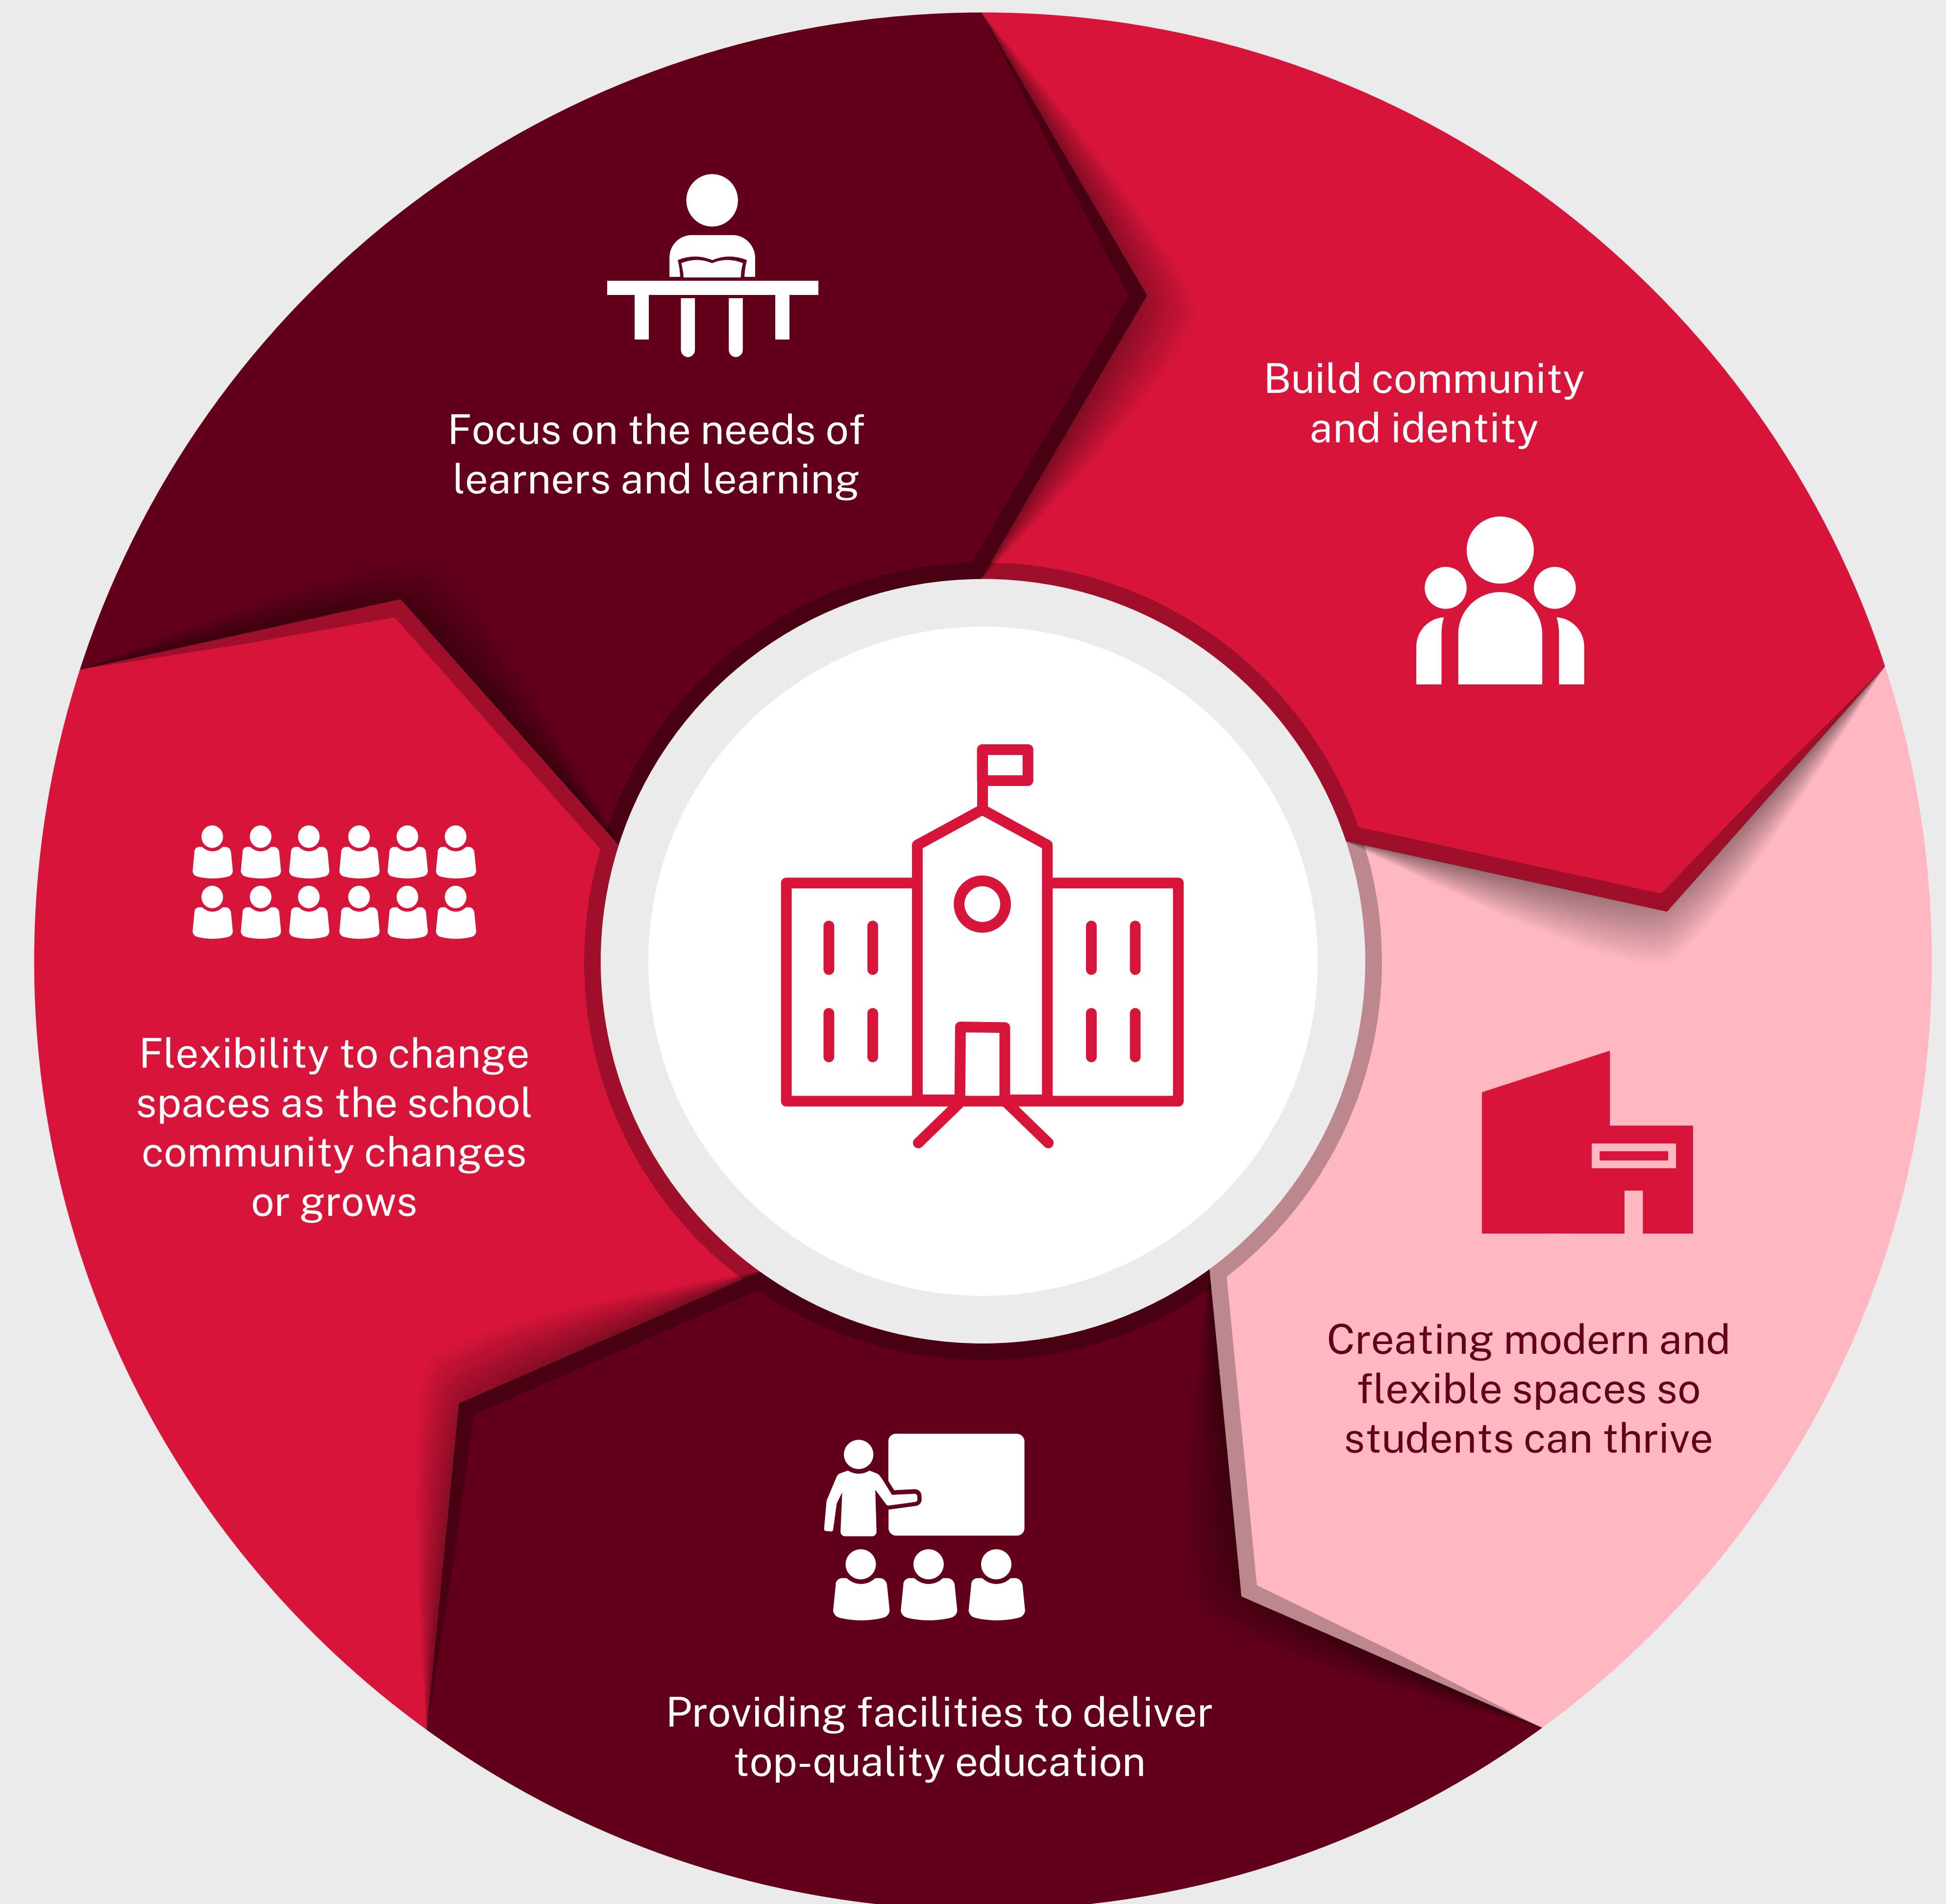 Focus on the needs of
learners and learning
Build community
and identity
Creating modern and
flexible spaces so
students can thrive
Providing facilities to deliver
top-quality education
Flexibility to change
spaces as the school
community changes
or grows